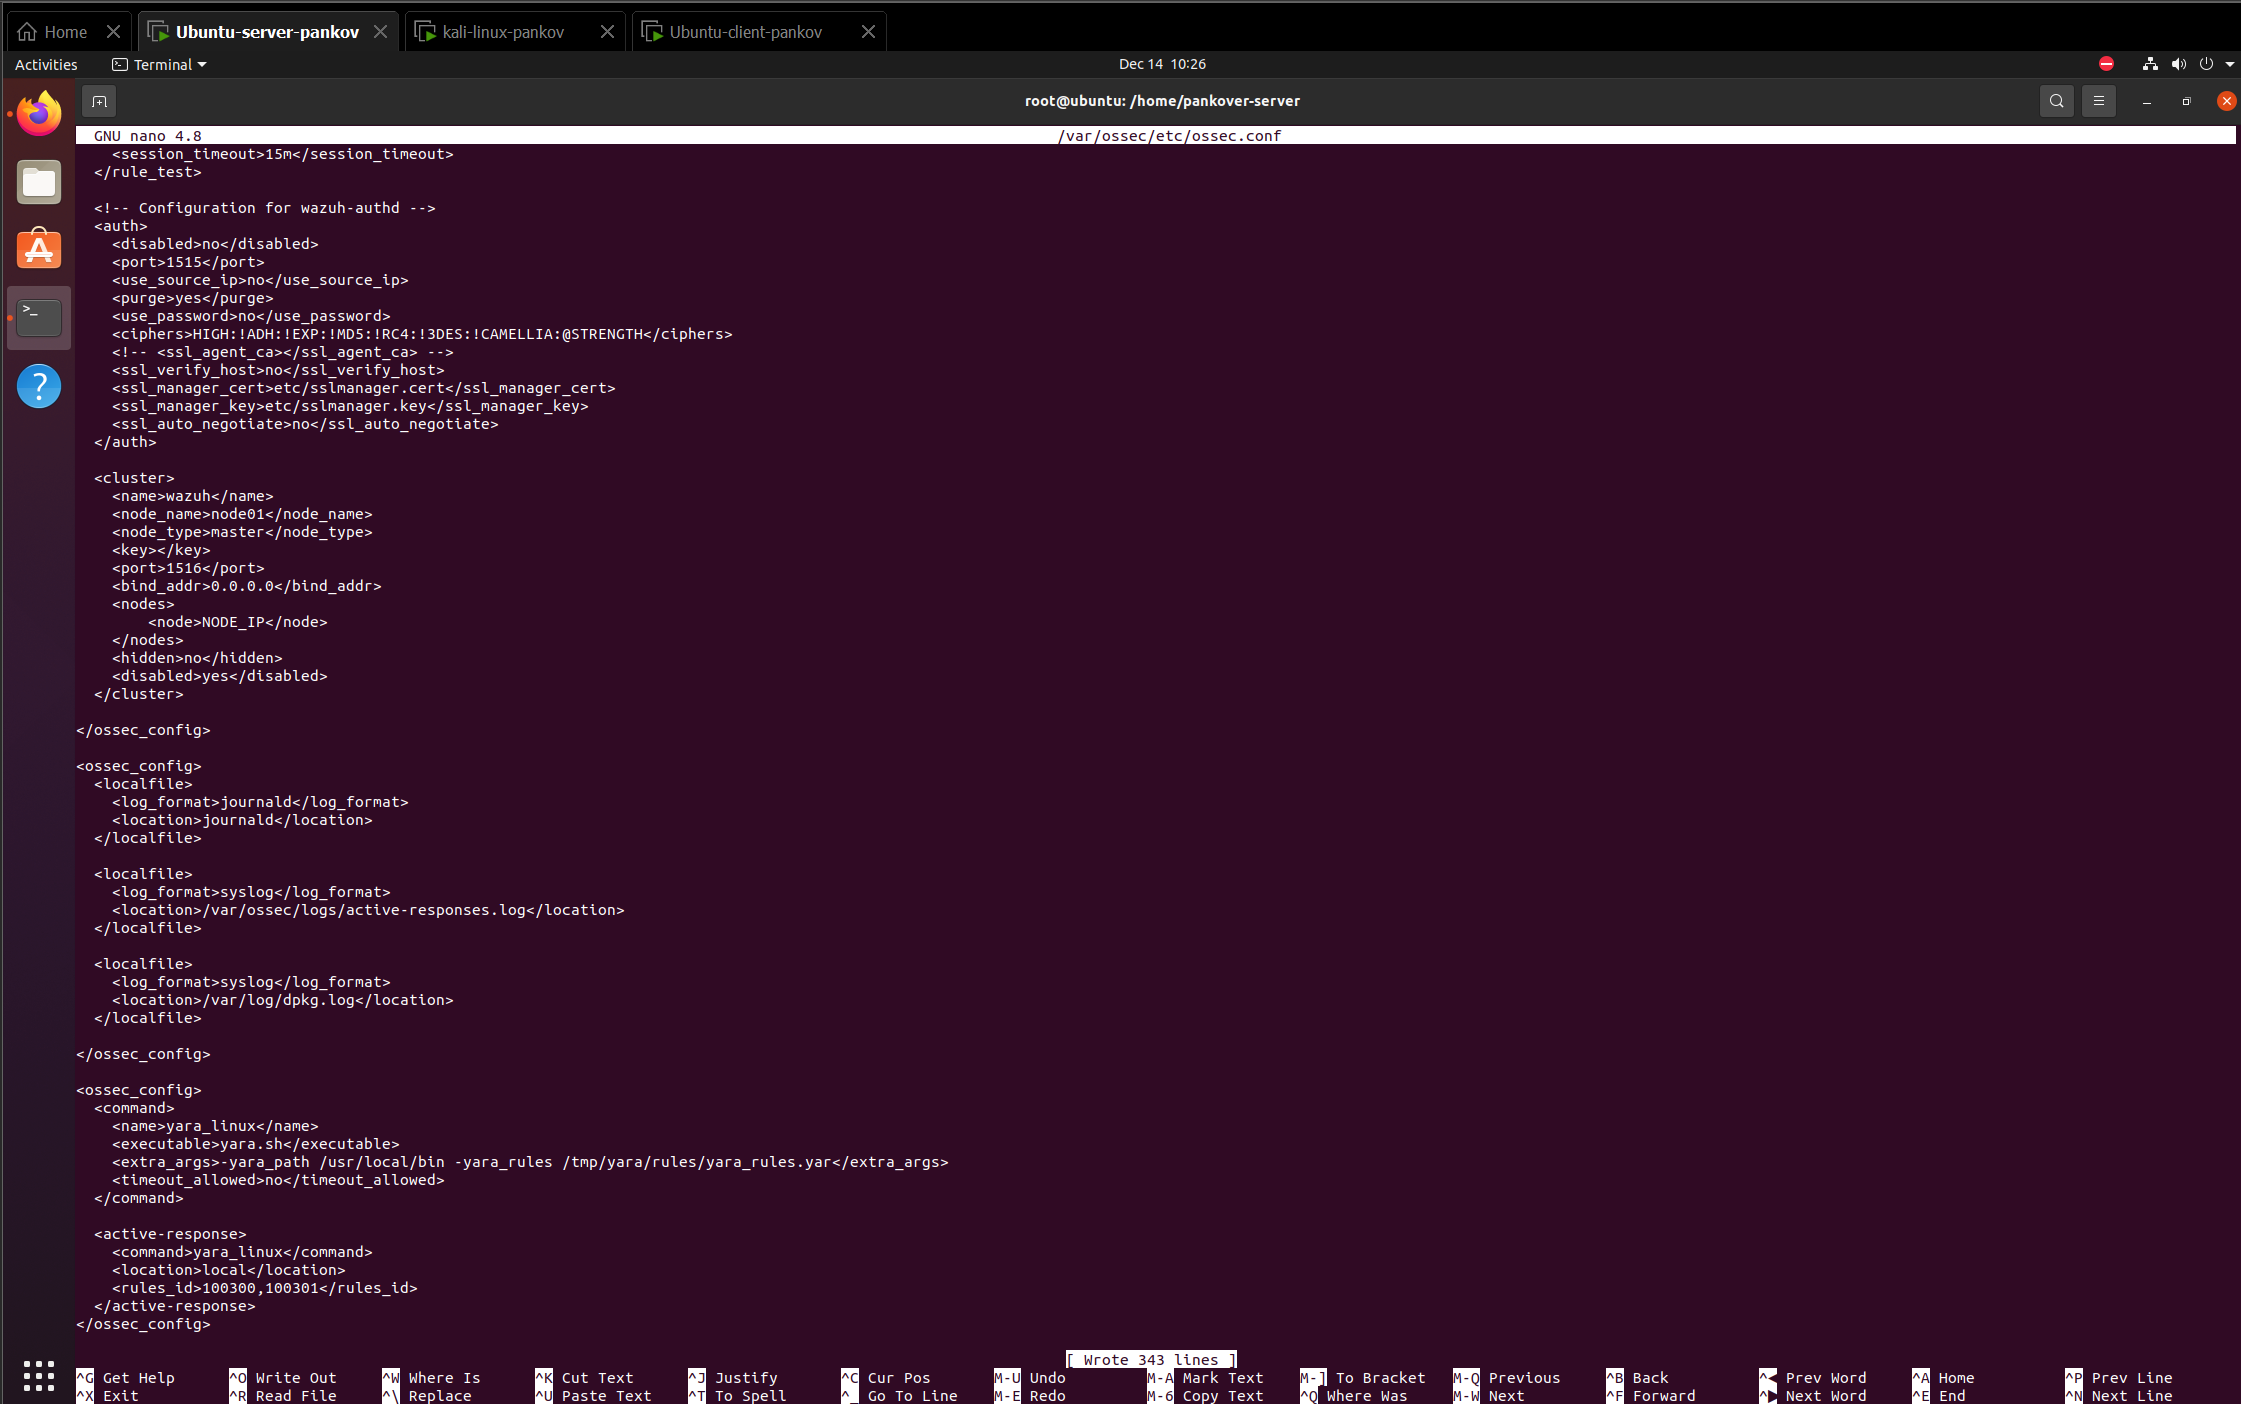 Home
Ubuntu-server-pankov
kali-linux-pankov
Ubuntu-client-pankov
Activities
Terminal
Dec 14 10:26
root@ubuntu: /home/pankover-server
GNU nano 4.8 /var/ossec/etc/ossec.conf
<session_timeout>15m</session_timeout>
</rule_test>
<!-- Configuration for wazuh-authd -->
<auth>
<disabled>no</disabled>
<port>1515</port>
<use_source_ip>no</use_source_ip>
<purge>yes</purge>
<use_password>no</use_password>
<ciphers>HIGH:!ADH:!EXP:!MD5:!RC4:!3DES:!CAMELLIA:@STRENGTH</ciphers>
<!-- <ssl_agent_ca></ssl_agent_ca> -->
<ssl_verify_host>no</ssl_verify_host>
<ssl_manager_cert>etc/sslmanager.cert</ssl_manager_cert>
<ssl_manager_key>etc/sslmanager.key</ssl_manager_key>
<ssl_auto_negotiate>no</ssl_auto_negotiate>
</auth>
<cluster>
<name>wazuh</name>
<node_name>node01</node_name>
<node_type>master</node_type>
<key></key>
<port>1516</port>
<bind_addr>0.0.0.0</bind_addr>
<nodes>
<node>NODE_IP</node>
</nodes>
<hidden>no</hidden>
<disabled>yes</disabled>
</cluster>
</ossec_config>
<ossec_config>
<localfile>
<log_format>journald</log_format>
<location>journald</location>
</localfile>
<localfile>
<log_format>syslog</log_format>
<location>/var/ossec/logs/active-responses.log</location>
</localfile>
<localfile>
<log_format>syslog</log_format>
<location>/var/log/dpkg.log</location>
</localfile>
</ossec_config>
<ossec_config>
<command>
<name>yara_linux</name>
<executable>yara.sh</executable>
<extra_args>-yara_path /usr/local/bin -yara_rules /tmp/yara/rules/yara_rules.yar</extra_args>
<timeout_allowed>no</timeout_allowed>
</command>
<active-response>
<command>yara_linux</command>
<location>local</location>
<rules_id>100300,100301</rules_id>
</active-response>
</ossec_config>
[ Wrote 343 lines ]
^G Get Help ^O Write Out ^W Where Is ^K Cut Text ^J Justify ^C Cur Pos M-U Undo M-A Mark Text M-] To Bracket M-Q Previous ^B Back ^◀ Prev Word ^A Home ^P Prev Line
^X Exit ^R Read File ^\ Replace ^U Paste Text ^T To Spell ^_ Go To Line M-E Redo M-6 Copy Text ^Q Where Was M-W Next ^F Forward ^▶ Next Word ^E End ^N Next Line